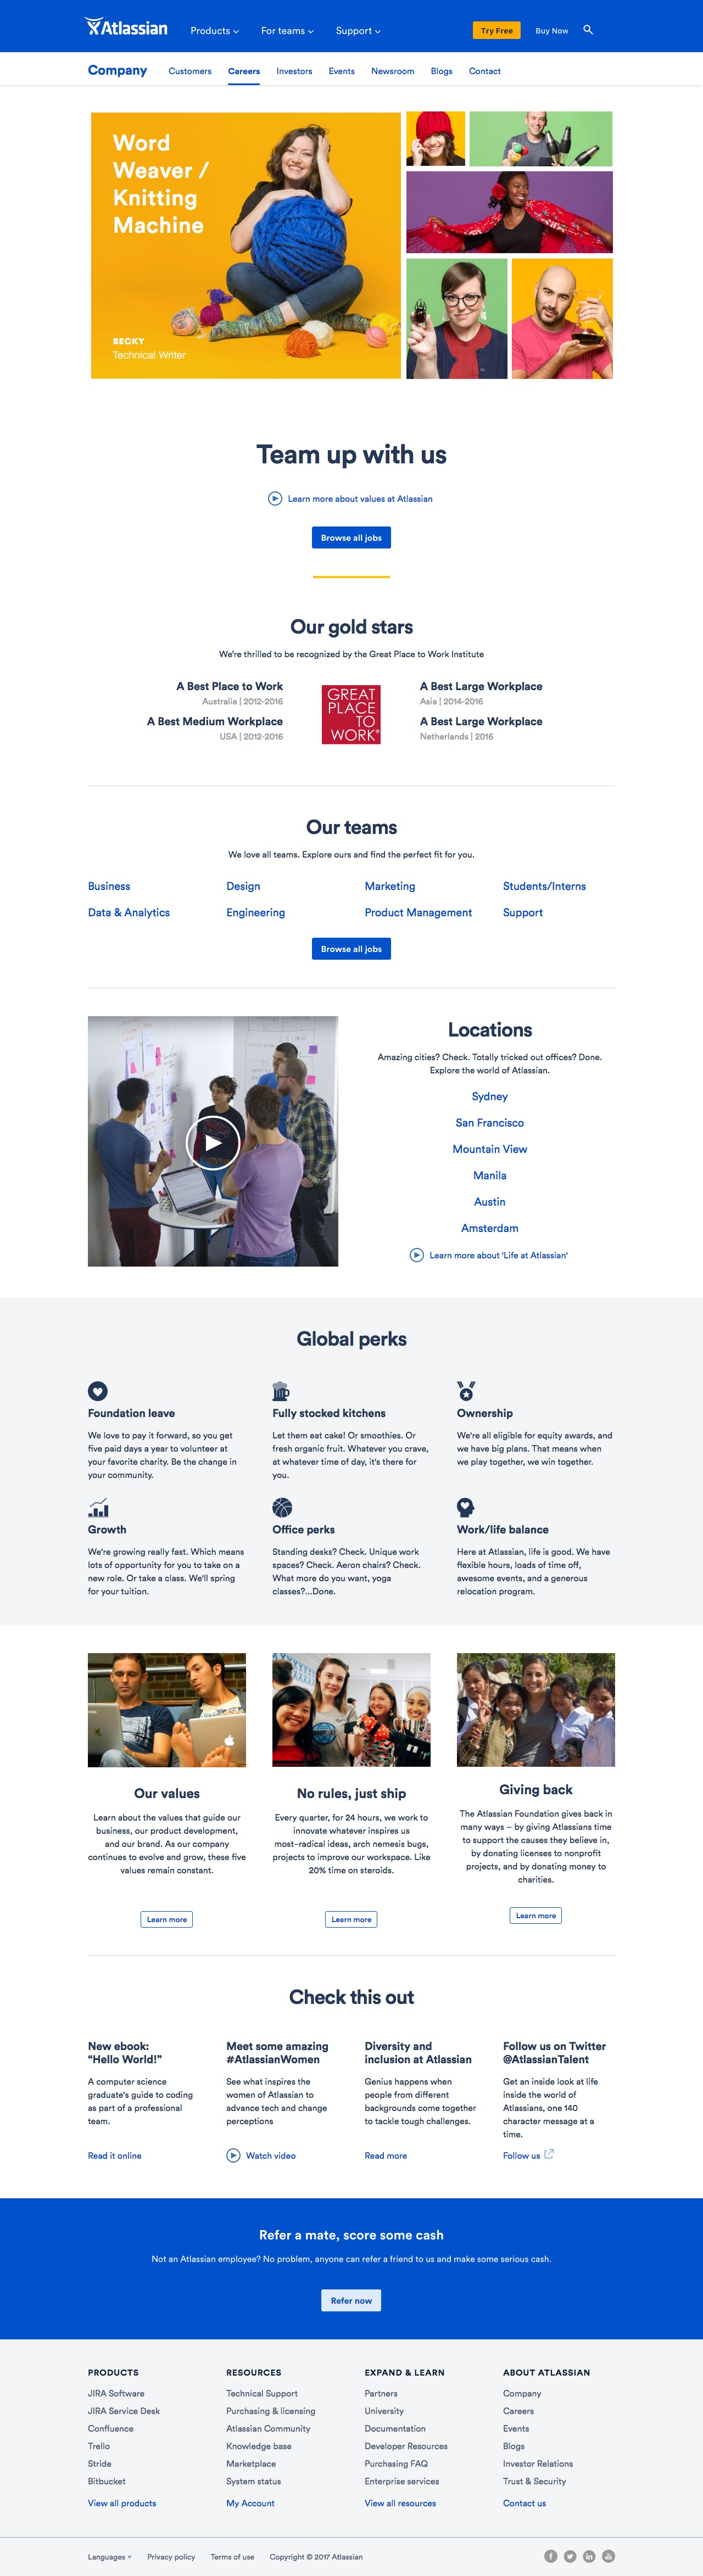 Atlassian
Products
For teams
Support
Try Free
Buy Now
Company
Customers
Careers
Investors
Events
Newsroom
Blogs
Contact
Word
Weaver /
Knitting
Machine
BECKY
Technical Writer
Team up with us
Learn more about values at Atlassian
Browse all jobs
Our gold stars
We're thrilled to be recognized by the Great Place to Work Institute
A Best Place to Work
Australia | 2012-2016
A Best Medium Workplace
USA | 2012-2016
GREAT
PLACE
TO
WORK®
A Best Large Workplace
Asia | 2014-2016
A Best Large Workplace
Netherlands | 2016
Our teams
We love all teams. Explore ours and find the perfect fit for you.
Business
Design
Marketing
Students/Interns
Data & Analytics
Engineering
Product Management
Support
Browse all jobs
Locations
Amazing cities? Check. Totally tricked out offices? Done.
Explore the world of Atlassian.
Sydney
San Francisco
Mountain View
Manila
Austin
Amsterdam
Learn more about 'Life at Atlassian'
Global perks
Foundation leave
We love to pay it forward, so you get
five paid days a year to volunteer at
your favorite charity. Be the change in
your community.
Fully stocked kitchens
Let them eat cake! Or smoothies. Or
fresh organic fruit. Whatever you crave,
at whatever time of day, it's there for
you.
Ownership
We're all eligible for equity awards, and
we have big plans. That means when
we play together, we win together.
Growth
We're growing really fast. Which means
lots of opportunity for you to take on a
new role. Or take a class. We'll spring
for your tuition.
Office perks
Standing desks? Check. Unique work
spaces? Check. Aeron chairs? Check.
What more do you want, yoga
classes?...Done.
Work/life balance
Here at Atlassian, life is good. We have
flexible hours, loads of time off,
awesome events, and a generous
relocation program.
Our values
Learn about the values that guide our
business, our product development,
and our brand. As our company
continues to evolve and grow, these five
values remain constant.
Learn more
No rules, just ship
Every quarter, for 24 hours, we work to
innovate whatever inspires us
most–radical ideas, arch nemesis bugs,
projects to improve our workspace. Like
20% time on steroids.
Learn more
Giving back
The Atlassian Foundation gives back in
many ways – by giving Atlassians time
to support the causes they believe in,
by donating licenses to nonprofit
projects, and by donating money to
charities.
Learn more
Check this out
New ebook:
“Hello World!”
A computer science
graduate's guide to coding
as part of a professional
team.
Read it online
Meet some amazing
#AtlassianWomen
See what inspires the
women of Atlassian to
advance tech and change
perceptions
Watch video
Diversity and
inclusion at Atlassian
Genius happens when
people from different
backgrounds come together
to tackle tough challenges.
Read more
Follow us on Twitter
@AtlassianTalent
Get an inside look at life
inside the world of
Atlassians, one 140
character message at a
time.
Follow us
Refer a mate, score some cash
Not an Atlassian employee? No problem, anyone can refer a friend to us and make some serious cash.
Refer now
PRODUCTS
JIRA Software
JIRA Service Desk
Confluence
Trello
Stride
Bitbucket
View all products
RESOURCES
Technical Support
Purchasing & licensing
Atlassian Community
Knowledge base
Marketplace
System status
My Account
EXPAND & LEARN
Partners
University
Documentation
Developer Resources
Purchasing FAQ
Enterprise services
View all resources
ABOUT ATLASSIAN
Company
Careers
Events
Blogs
Investor Relations
Trust & Security
Contact us
Languages
Privacy policy
Terms of use
Copyright © 2017 Atlassian